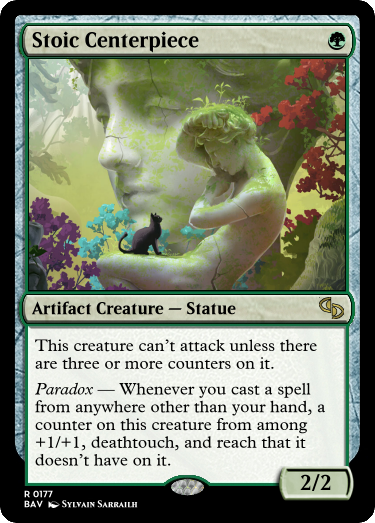 Stoic Centerpiece
Artifact Creature — Statue
This creature can't attack unless there
are three or more counters on it.
Paradox — Whenever you cast a spell
from anywhere other than your hand, a
counter on this creature from among
+1/+1, deathtouch, and reach that it
doesn't have on it.
2/2
R 0177
BAV Sylvain Sarrailh